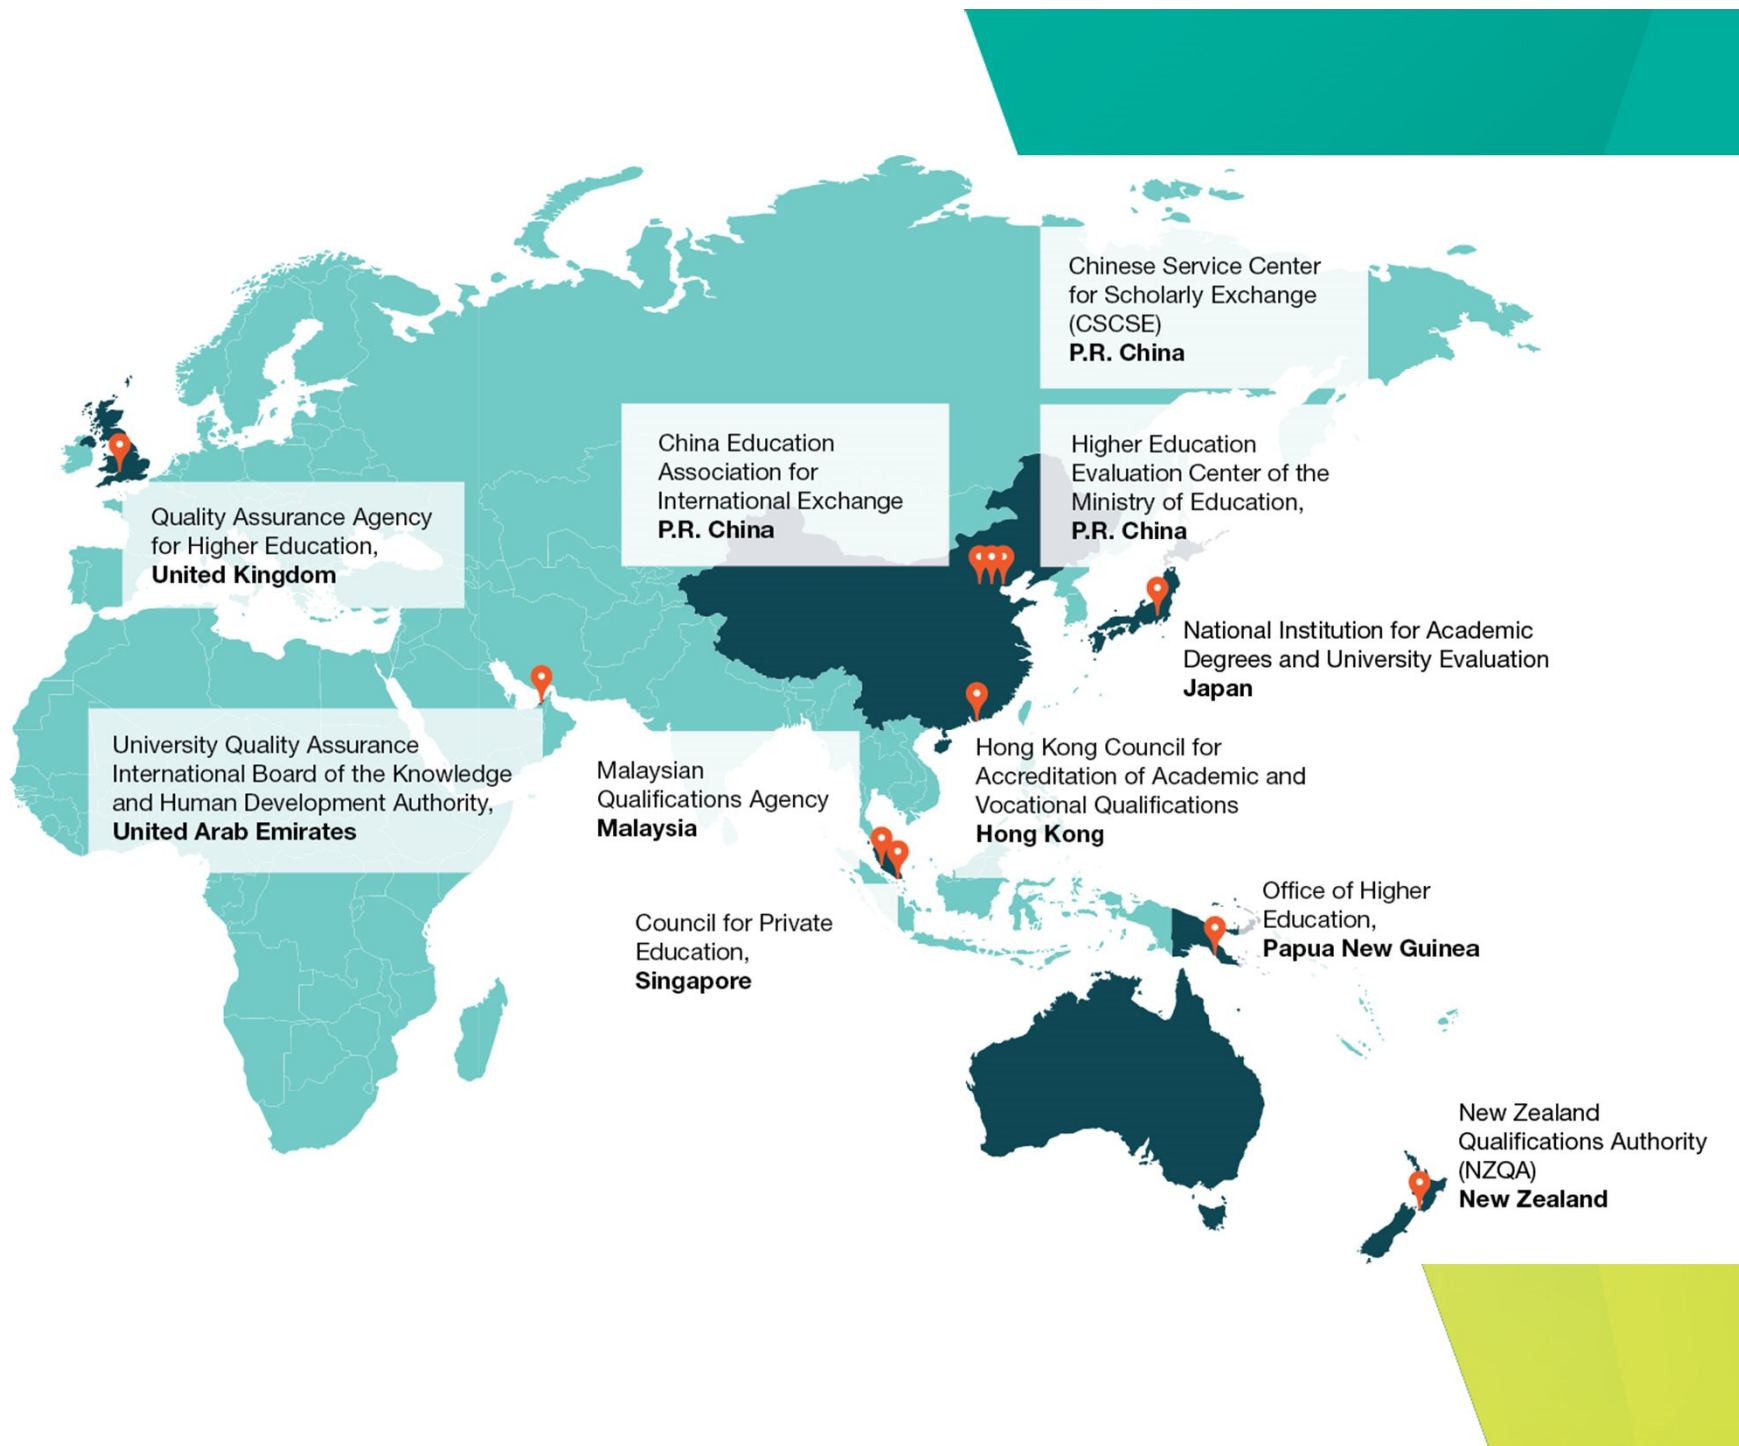 Chinese Service Center
for Scholarly Exchange
(CSCSE)
P.R. China
China Education
Association for
International Exchange
P.R. China
Higher Education
Evaluation Center of the
Ministry of Education,
P.R. China
Quality Assurance Agency
for Higher Education,
United Kingdom
National Institution for Academic
Degrees and University Evaluation
Japan
University Quality Assurance
International Board of the Knowledge
and Human Development Authority,
United Arab Emirates
Malaysian
Qualifications Agency
Malaysia
Hong Kong Council for
Accreditation of Academic and
Vocational Qualifications
Hong Kong
Council for Private
Education,
Singapore
Office of Higher
Education,
Papua New Guinea
New Zealand
Qualifications Authority
(NZQA)
New Zealand